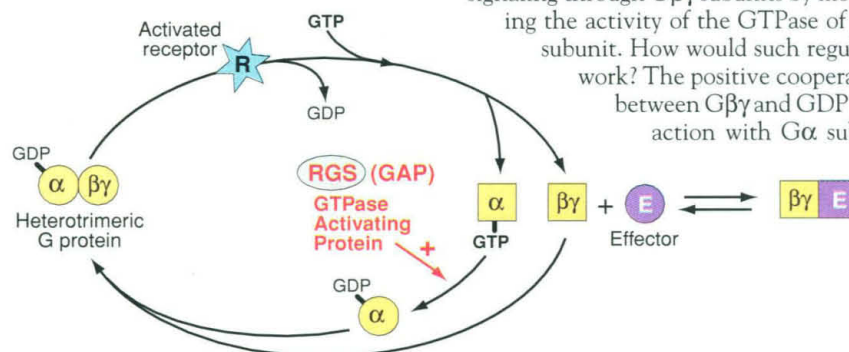 ing the activity of the GTPase of
subunit. How would such regu
work? The positive coopera
between Gβγ and GDP
action with Gα su
Activated
receptor
R
GTP
GDP
GDP
α βγ
Heterotrimeric
G protein
RGS (GAP)
GTPase
Activating
Protein
+
α
GTP
βγ + E
Effector
βγ E
GDP
α